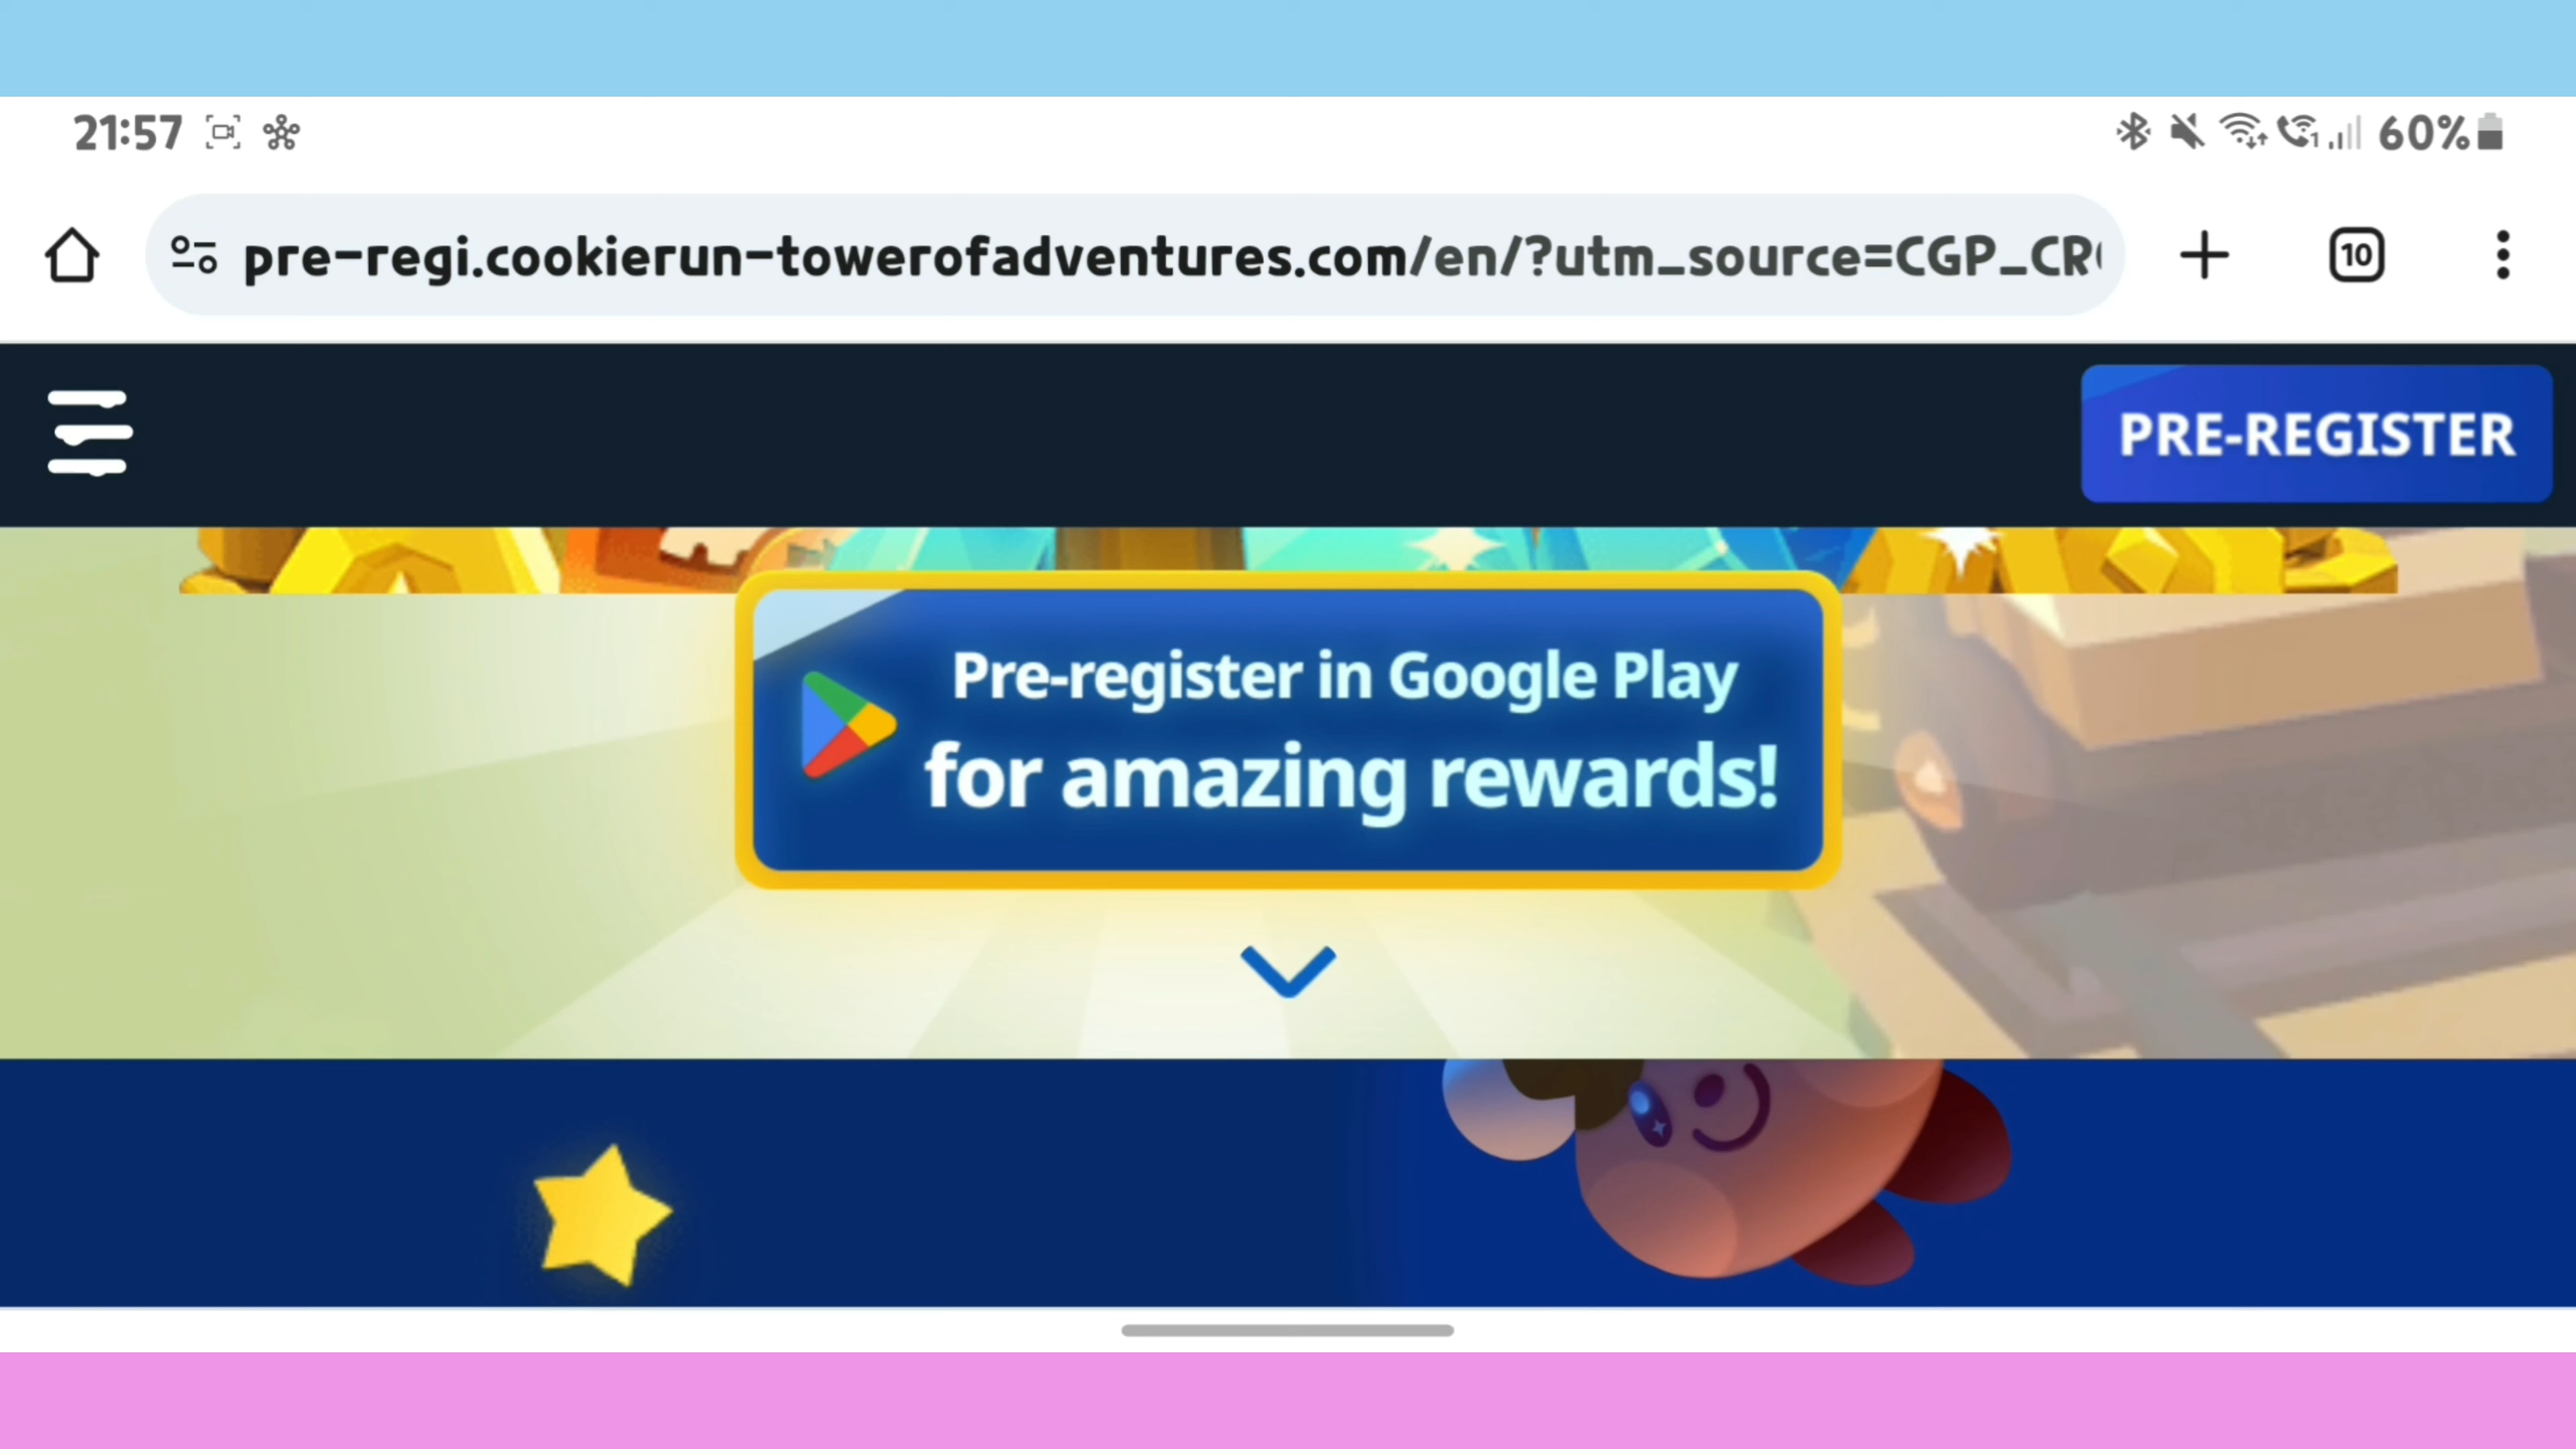 21:57
60%
pre-regi.cookierun-towerofadventures.com/en/?utm_source=CGP_CR
10
PRE-REGISTER
Pre-register in Google Play
for amazing rewards!